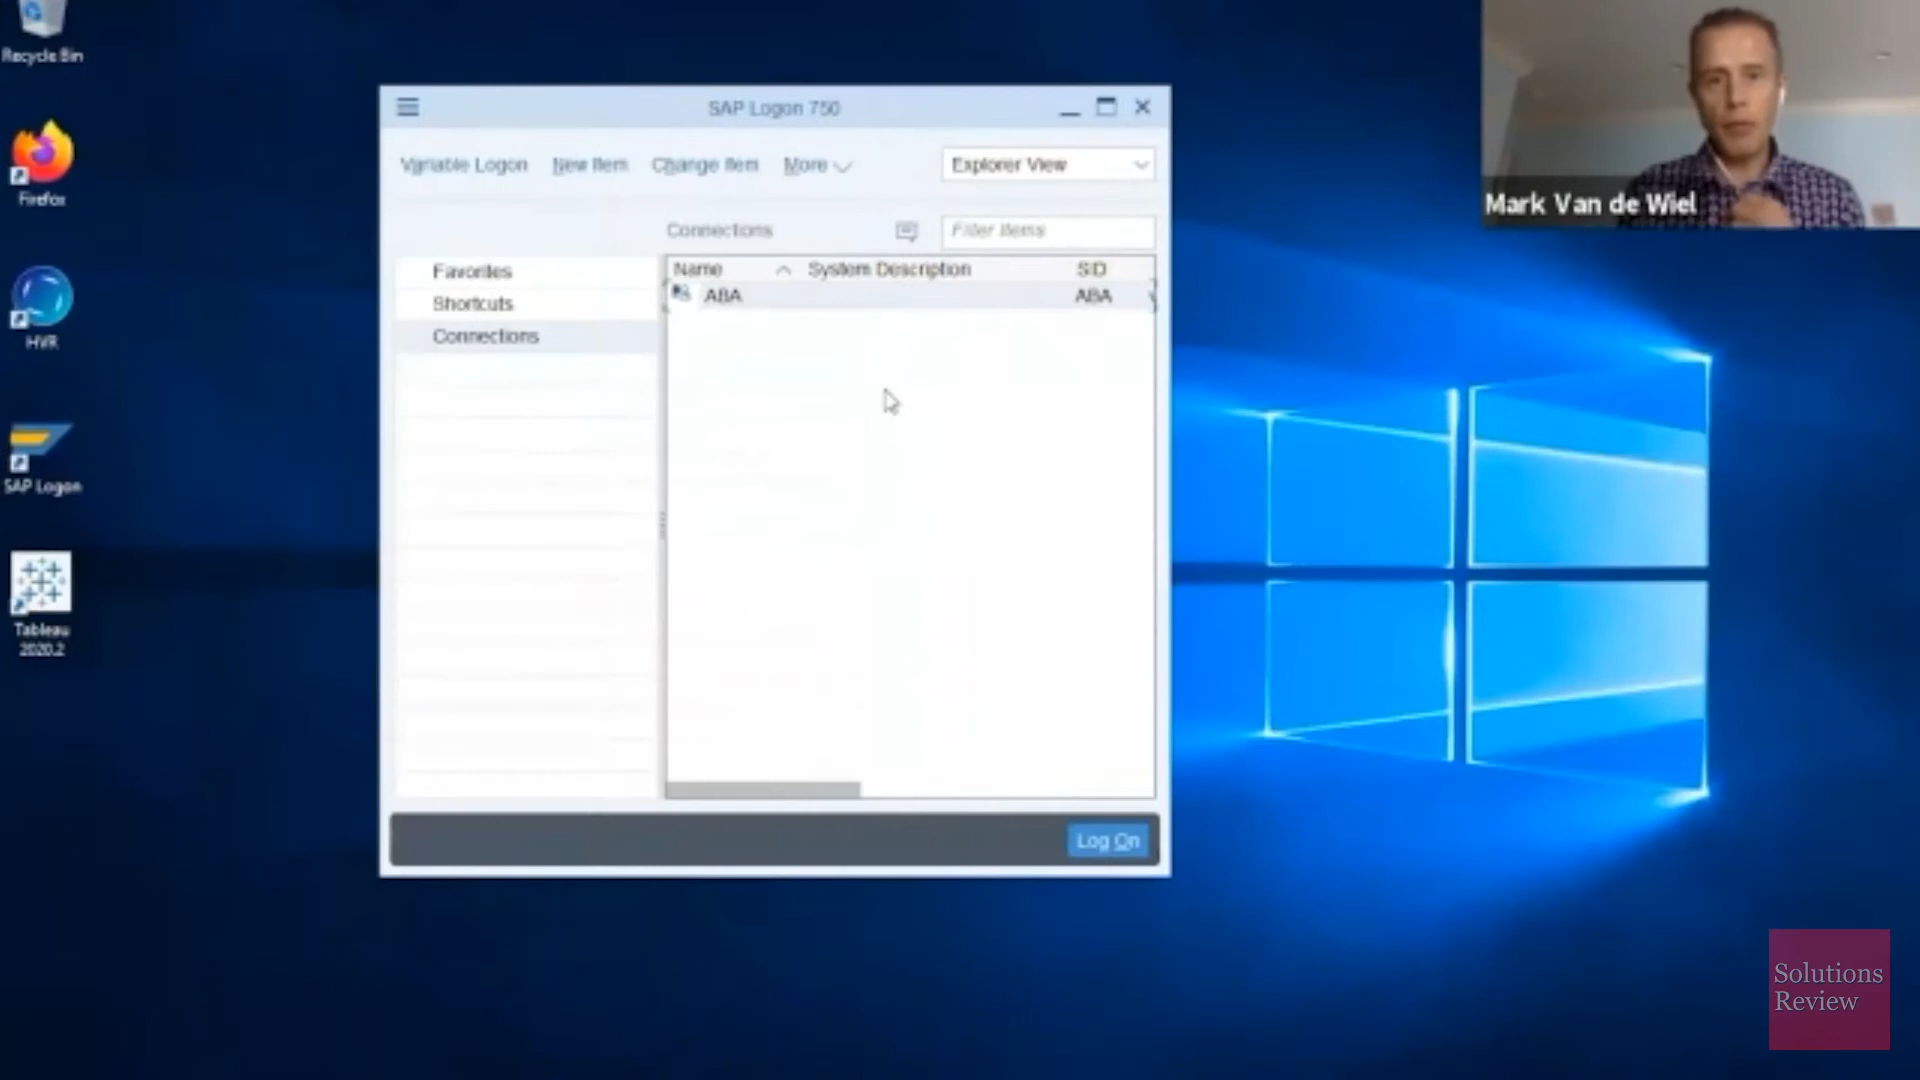 Recycle Bin
Firefox
HVR
SAP Logon
Tableau
2020.2
SAP Logon 750
Variable Logon New Item Change Item More
Explorer View
Connections
Filter Items
Favorites
Shortcuts
Connections
Name System Description SID
ABA ABA
Log On
Mark Van de Wiel
Solutions
Review